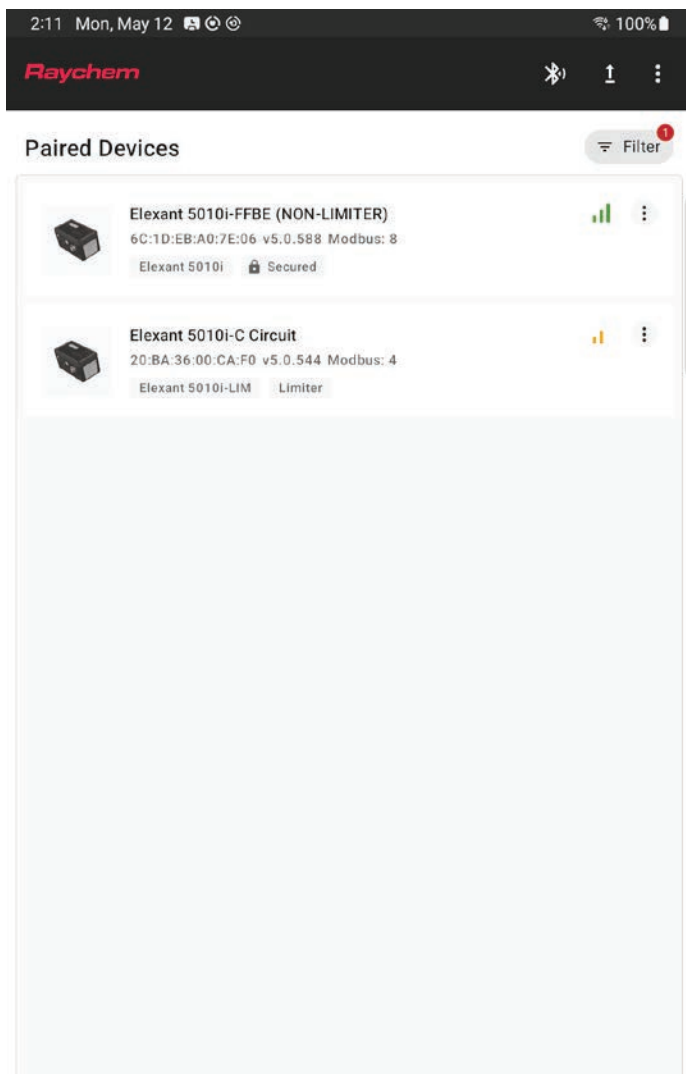 2:11 Mon, May 12 100%
Raychem
Paired Devices
Filter
1
Elexant 5010i-FFBE (NON-LIMITER)
6C:1D:EB:A0:7E:06 v5.0.588 Modbus: 8
Elexant 5010i Secured
Elexant 5010i-C Circuit
20:BA:36:00:CA:F0 v5.0.544 Modbus: 4
Elexant 5010i-LIM Limiter